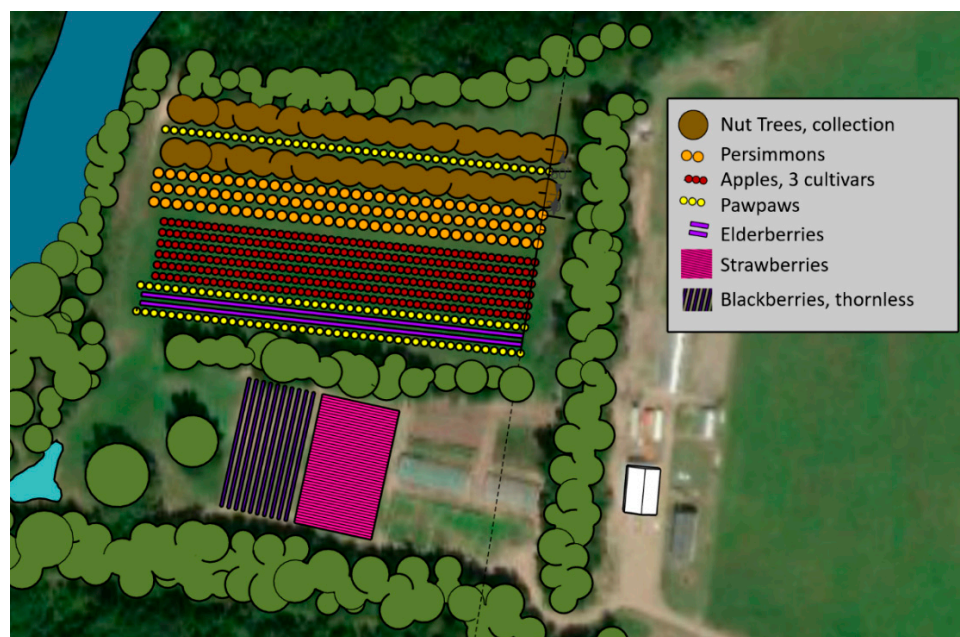 Nut Trees, collection
Persimmons
Apples, 3 cultivars
Pawpaws
Elderberries
Strawberries
Blackberries, thornless